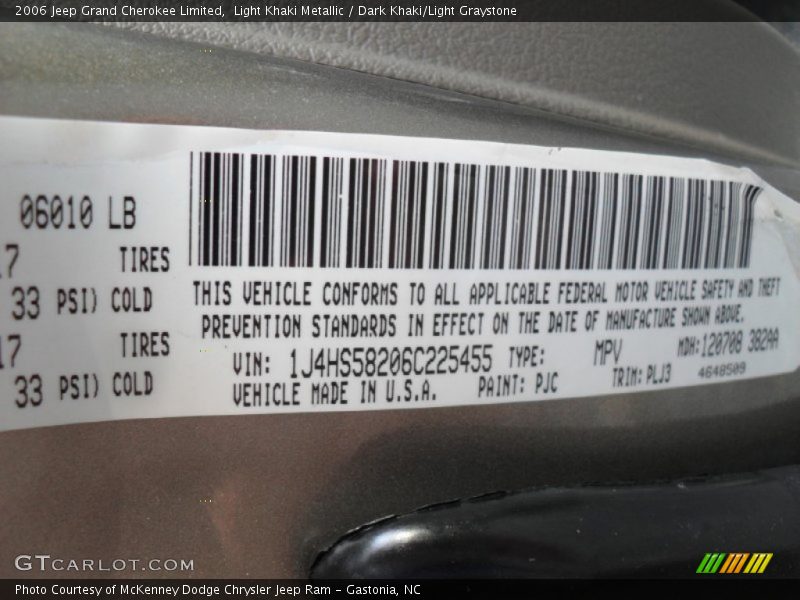 2006 Jeep Grand Cherokee Limited, Light Khaki Metallic / Dark Khaki/Light Graystone
06010 LB
17 TIRES
33 PSI) COLD
17 TIRES
33 PSI) COLD
THIS VEHICLE CONFORMS TO ALL APPLICABLE FEDERAL MOTOR VEHICLE SAFETY AND THEFT
PREVENTION STANDARDS IN EFFECT ON THE DATE OF MANUFACTURE SHOWN ABOVE.
VIN: 1J4HS58206C225455 TYPE: MPV MDH:120708 382AA
VEHICLE MADE IN U.S.A. PAINT: PJC TRIM: PLJ3 4648509
GTCARLOT.COM
Photo Courtesy of McKenney Dodge Chrysler Jeep Ram – Gastonia, NC